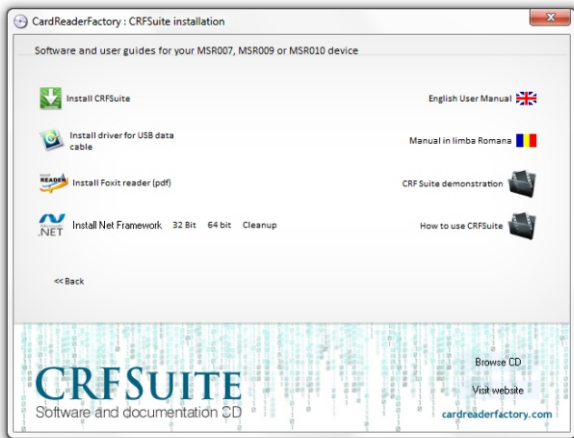 CardReaderFactory : CRFSuite installation
Software and user guides for your MSR007, MSR009 or MSR010 device
Install CRFSuite
English User Manual
Install driver for USB data
cable
Manual in limba Romana
READER
Install Foxit reader (pdf)
CRF Suite demonstration
.NET
Install Net Framework 32 Bit 64 bit Cleanup
How to use CRFSuite
<< Back
CRFSUITE
Software and documentation CD
Browse CD
Visit website
cardreaderfactory.com